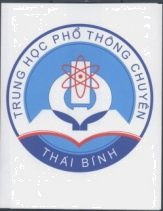 TRUNG HỌC PHỔ THÔNG CHUYÊN
THÁI BÌNH